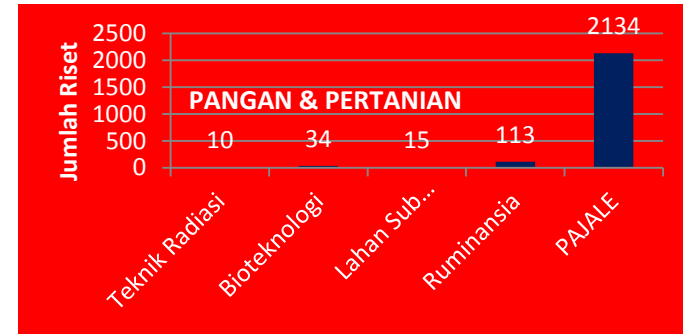 2134
2500
2000
1500
1000
500
0
Jumlah Riset
PANGAN & PERTANIAN
10
34
15
113
Teknik Radiasi
Bioteknologi
Lahan Sub...
Ruminansia
PAJALE